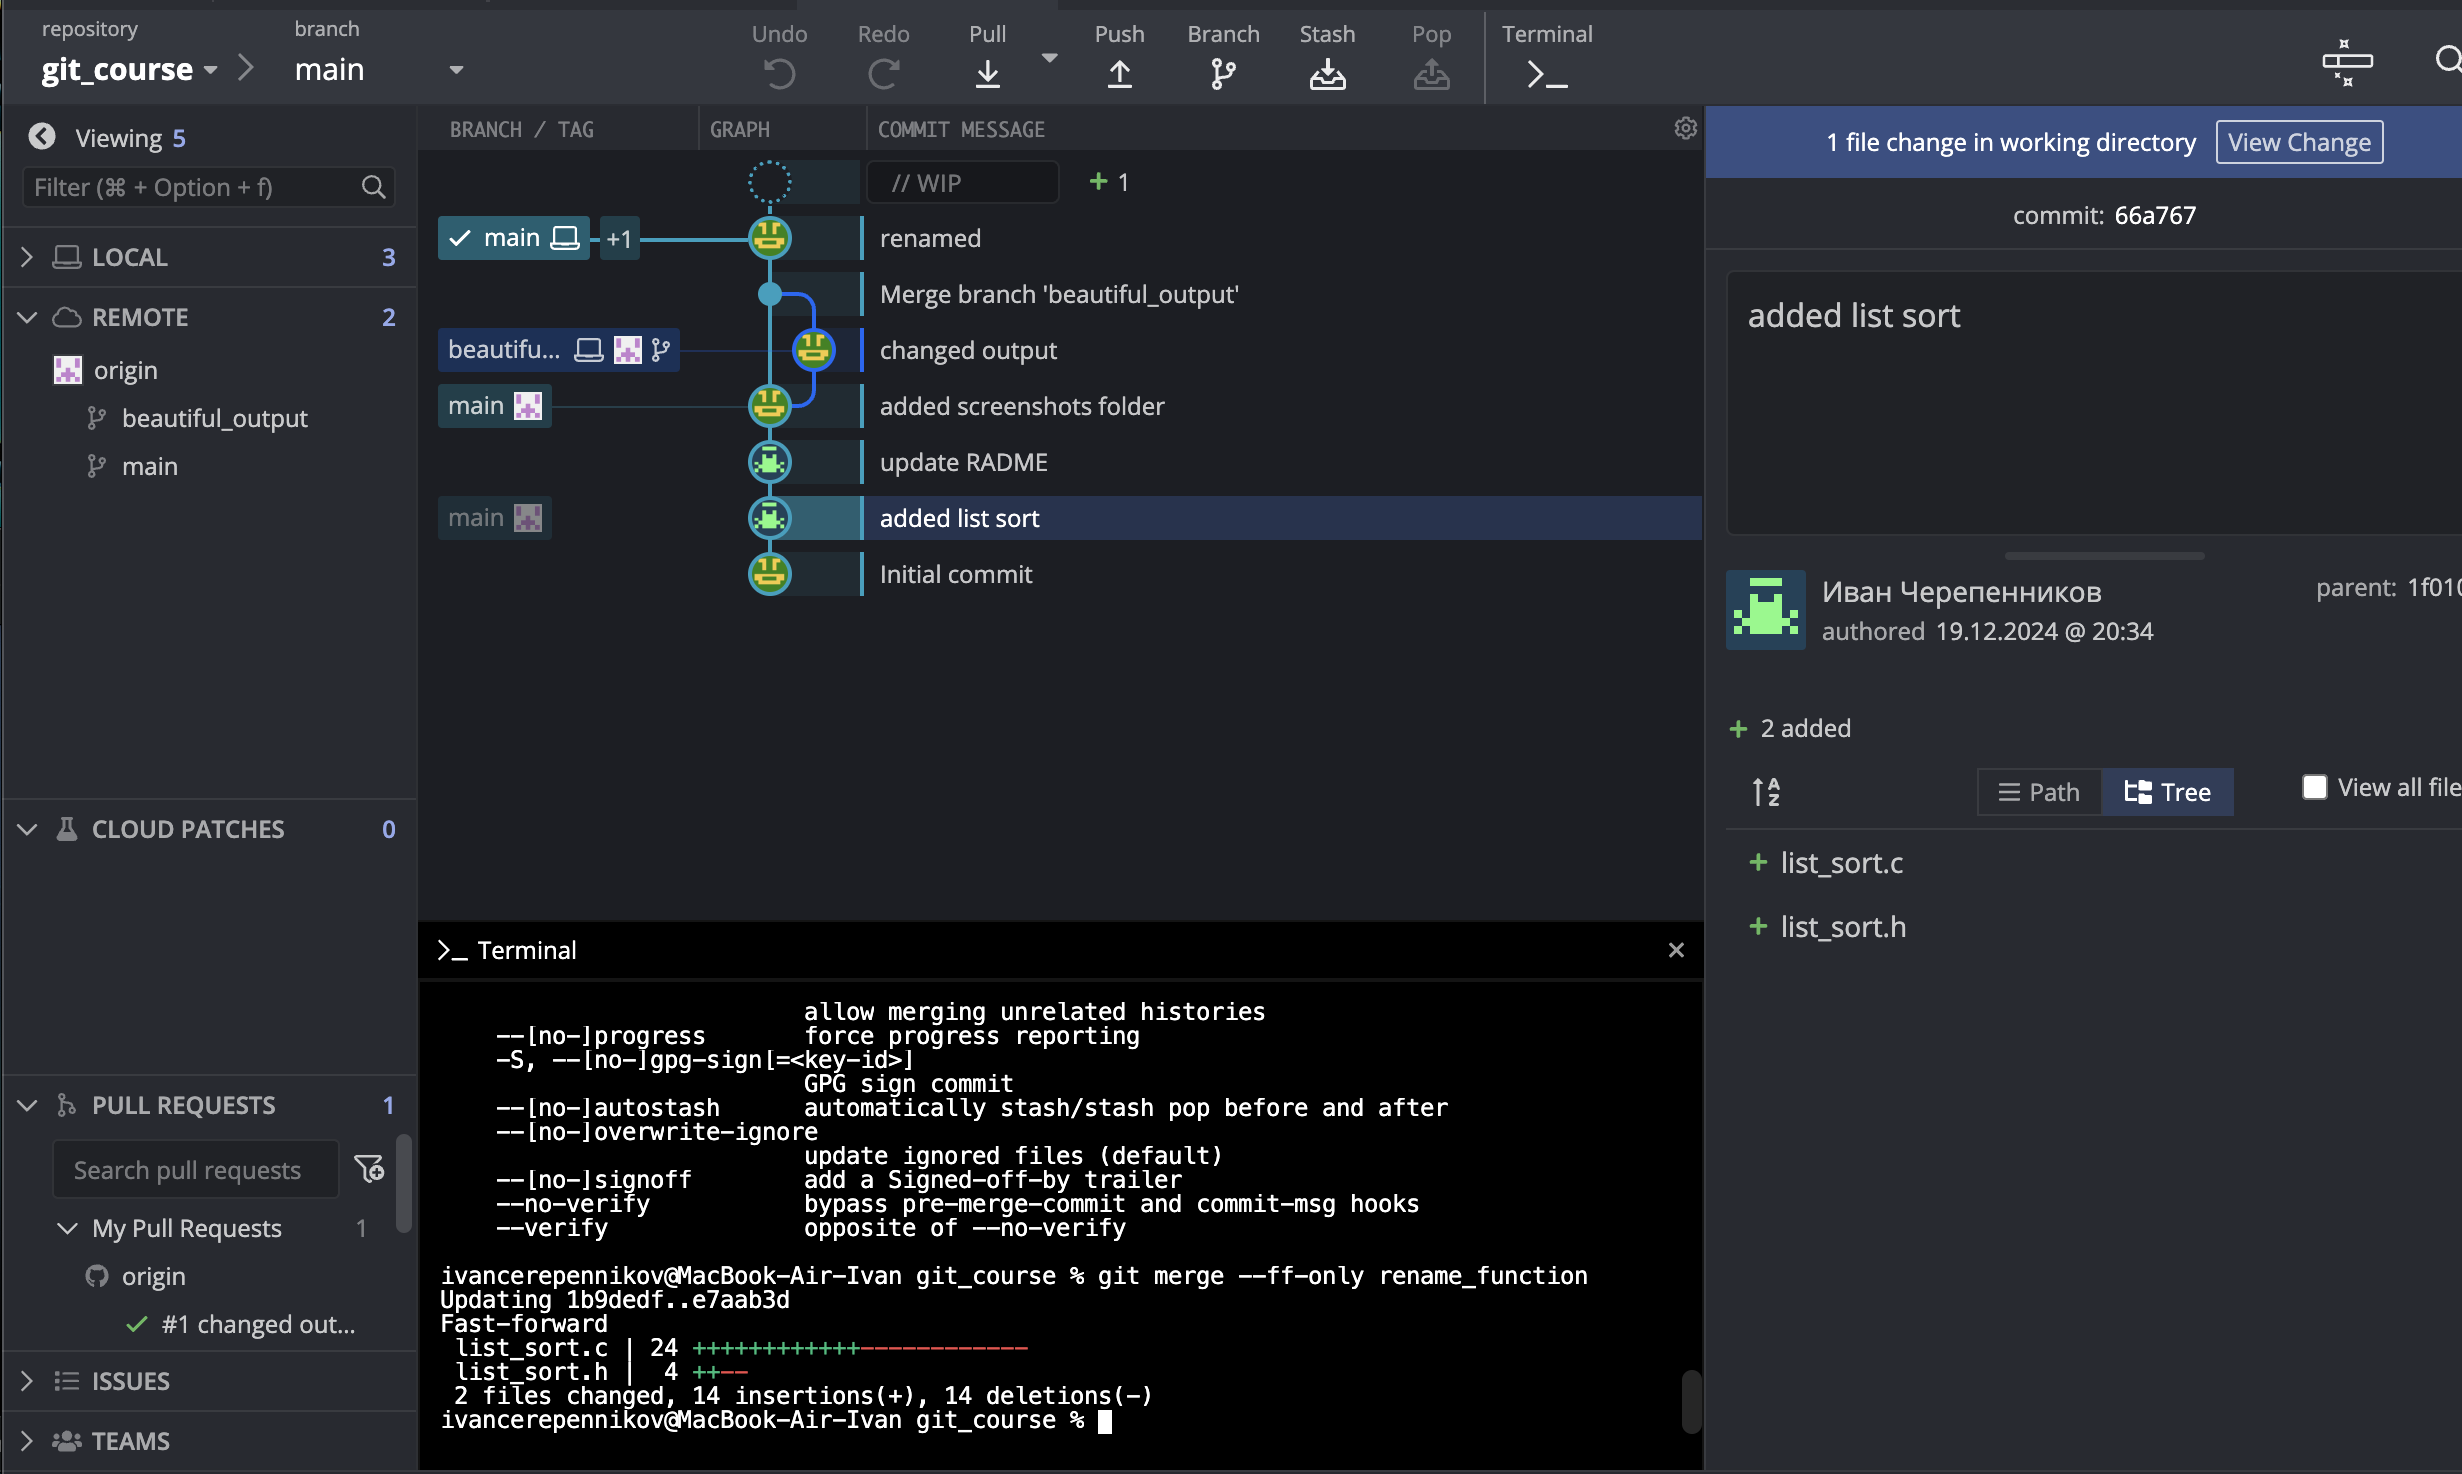 repository
git_course
branch
main
Undo
Redo
Pull
Push
Branch
Stash
Pop
Terminal
Viewing 5
Filter (⌘ + Option + f)
LOCAL 3
REMOTE 2
origin
beautiful_output
main
CLOUD PATCHES 0
PULL REQUESTS 1
Search pull requests
My Pull Requests 1
origin
#1 changed out...
ISSUES
TEAMS
BRANCH / TAG
GRAPH
COMMIT MESSAGE
// WIP
+ 1
main
+1
renamed
Merge branch 'beautiful_output'
beautifu...
changed output
main
added screenshots folder
update RADME
main
added list sort
Initial commit
>_ Terminal
allow merging unrelated histories
--[no-]progress force progress reporting
-S, --[no-]gpg-sign[=<key-id>]
GPG sign commit
--[no-]autostash automatically stash/stash pop before and after
--[no-]overwrite-ignore
update ignored files (default)
--[no-]signoff add a Signed-off-by trailer
--no-verify bypass pre-merge-commit and commit-msg hooks
--verify opposite of --no-verify
ivancerepennikov@MacBook-Air-Ivan git_course % git merge --ff-only rename_function
Updating 1b9dedf..e7aab3d
Fast-forward
list_sort.c | 24 ++++++++++++------------
list_sort.h | 4 ++--
2 files changed, 14 insertions(+), 14 deletions(-)
ivancerepennikov@MacBook-Air-Ivan git_course %
1 file change in working directory
View Change
commit: 66a767
added list sort
Иван Черепенников
authored 19.12.2024 @ 20:34
parent: 1f010
+ 2 added
Path
Tree
View all file
+ list_sort.c
+ list_sort.h